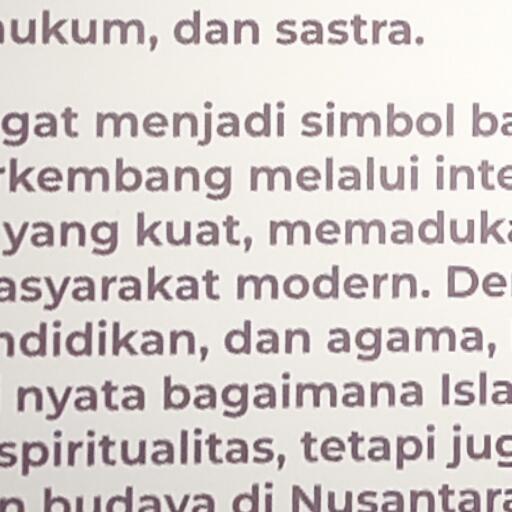 hukum, dan sastra.
gat menjadi simbol ba
rkembang melalui inte
yang kuat, memaduka
asyarakat modern. De
ndidikan, dan agama,
nyata bagaimana Isla
spiritualitas, tetapi jug
n budaya di Nusantara